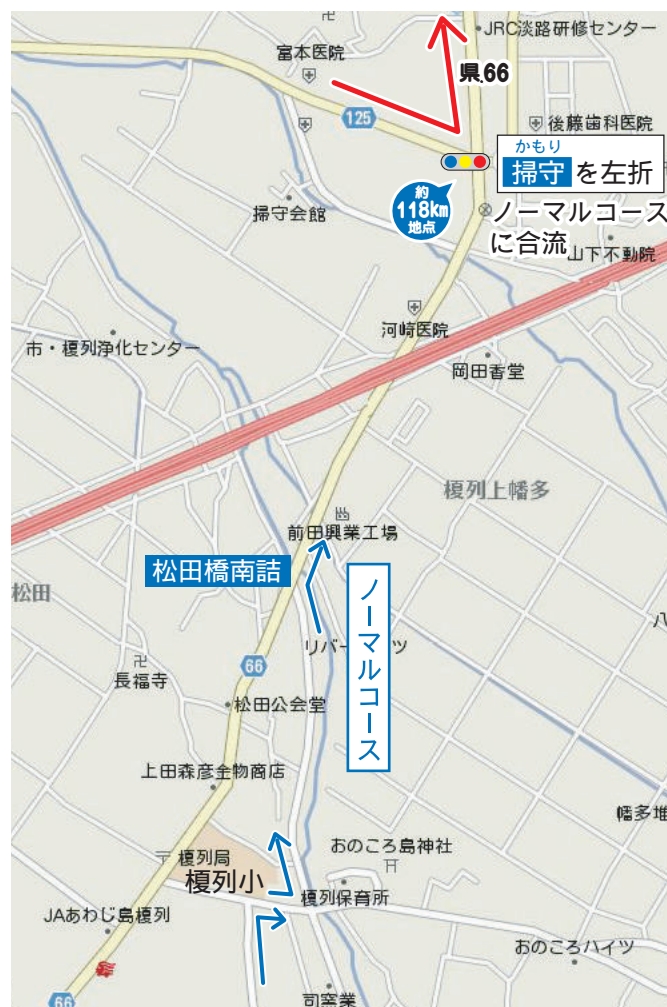 JRC淡路研修センター
富本医院
県.66
125
後藤歯科医院
かもり
掃守 を左折
約
118km
地点
掃守会館
ノーマルコース
に合流
山下不動院
河崎医院
市・榎列浄化センター
岡田香堂
榎列上幡多
前田興業工場
松田橋南詰
松田
ノーマルコース
66
長福寺
松田公会堂
上田森彦金物商店
幡多堆
榎列局
おのころ島神社
榎列小
榎列保育所
JAあわじ島榎列
おのころハイツ
66
司窯業